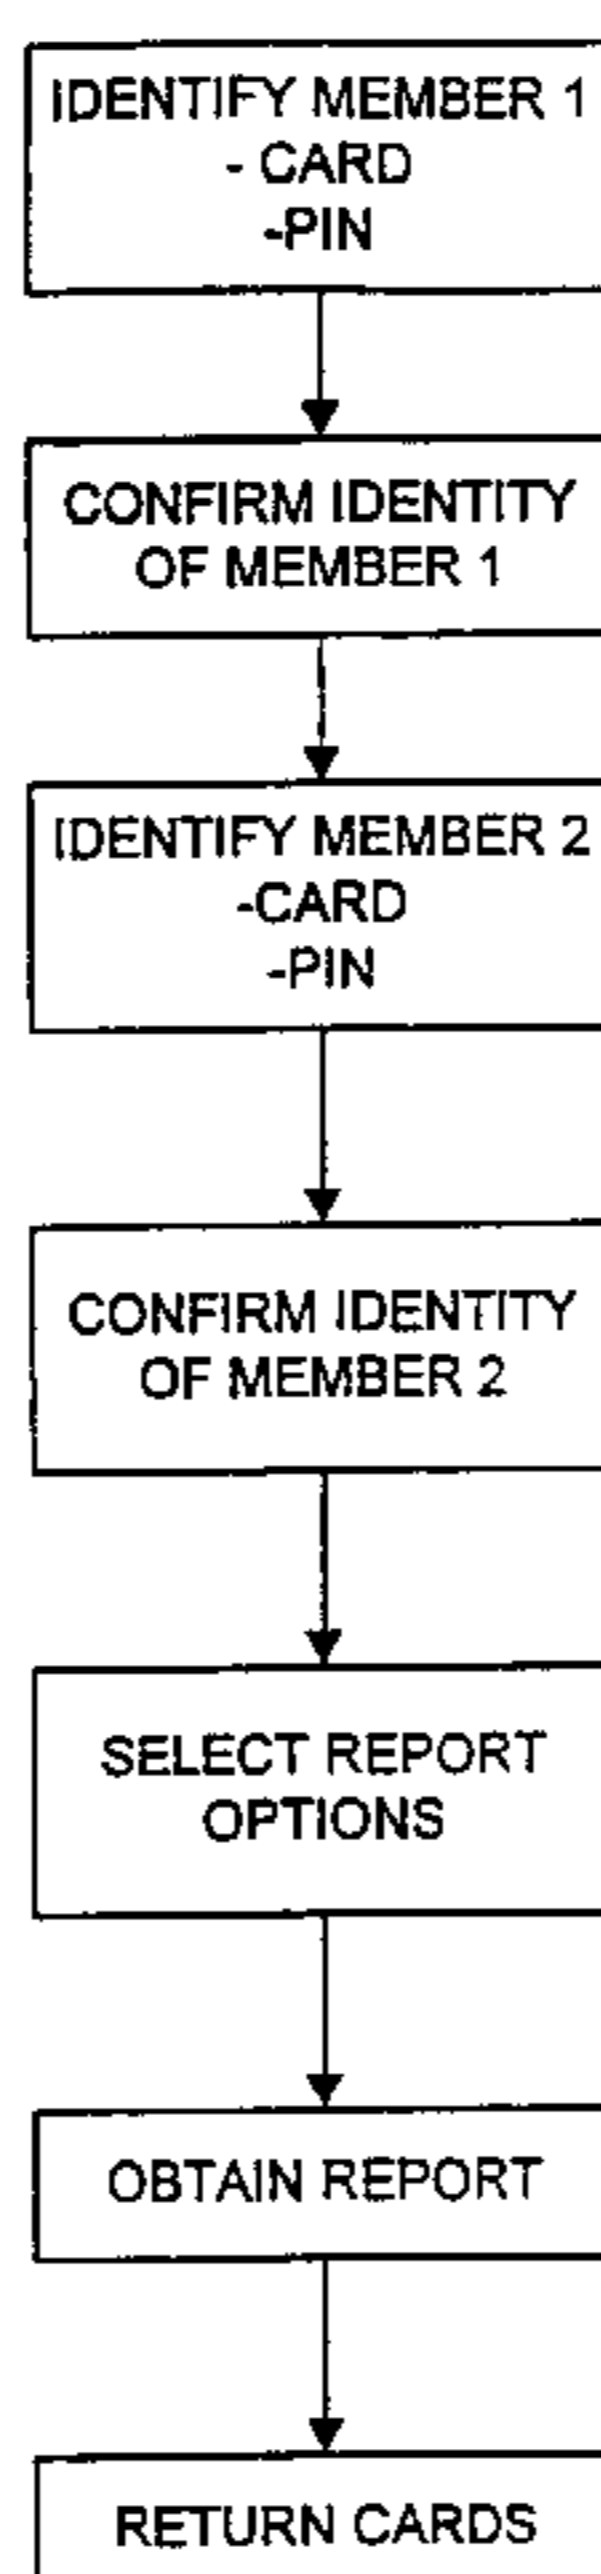 IDENTIFY MEMBER 1
- CARD
-PIN
CONFIRM IDENTITY
OF MEMBER 1
IDENTIFY MEMBER 2
-CARD
-PIN
CONFIRM IDENTITY
OF MEMBER 2
SELECT REPORT
OPTIONS
OBTAIN REPORT
RETURN CARDS